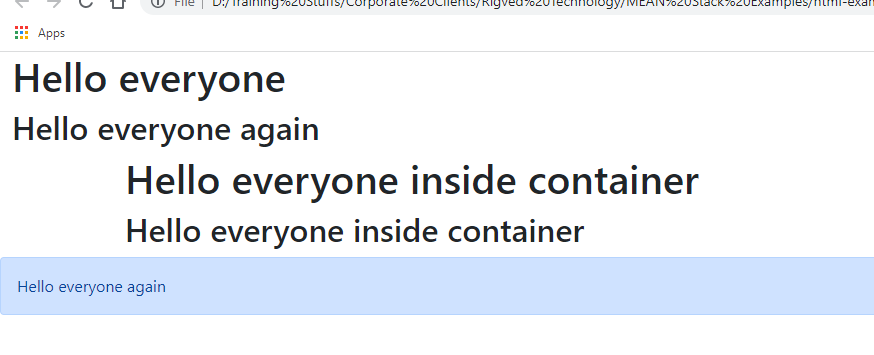 File | D:/Training%20Stuffs/Corporate%20Clients/Rigved%20Technology/MEAN%20Stack%20Examples/html-exam
Apps
Hello everyone
Hello everyone again
Hello everyone inside container
Hello everyone inside container
Hello everyone again